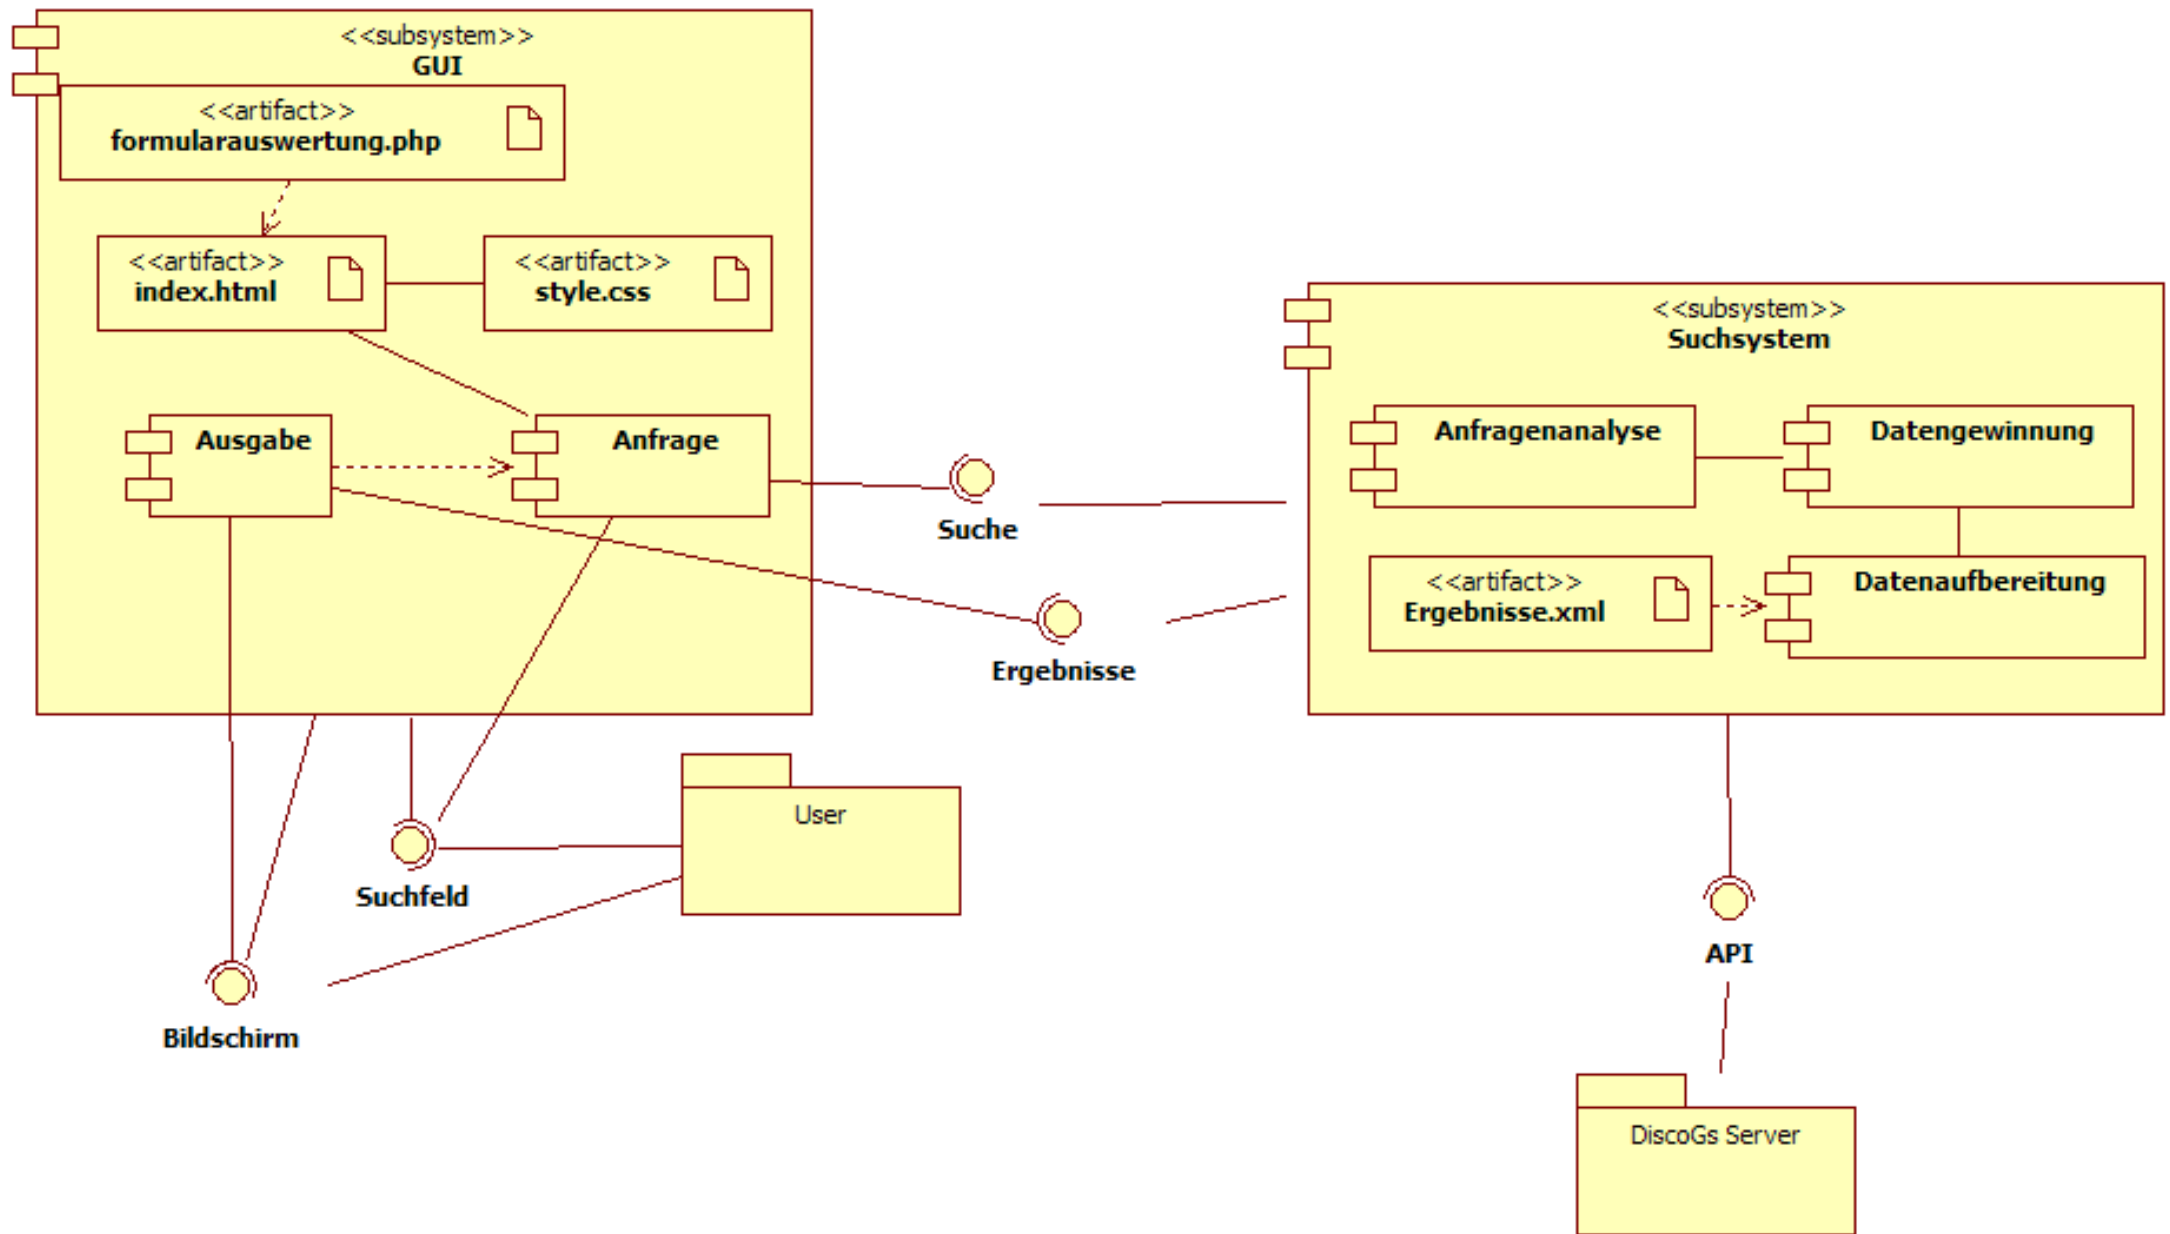 <<subsystem>>
GUI
<<artifact>>
formularauswertung.php
<<artifact>>
index.html
<<artifact>>
style.css
Ausgabe
Anfrage
Suche
Ergebnisse
<<subsystem>>
Suchsystem
Anfragenanalyse
Datengewinnung
<<artifact>>
Ergebnisse.xml
Datenaufbereitung
User
Suchfeld
Bildschirm
API
DiscoGs Server